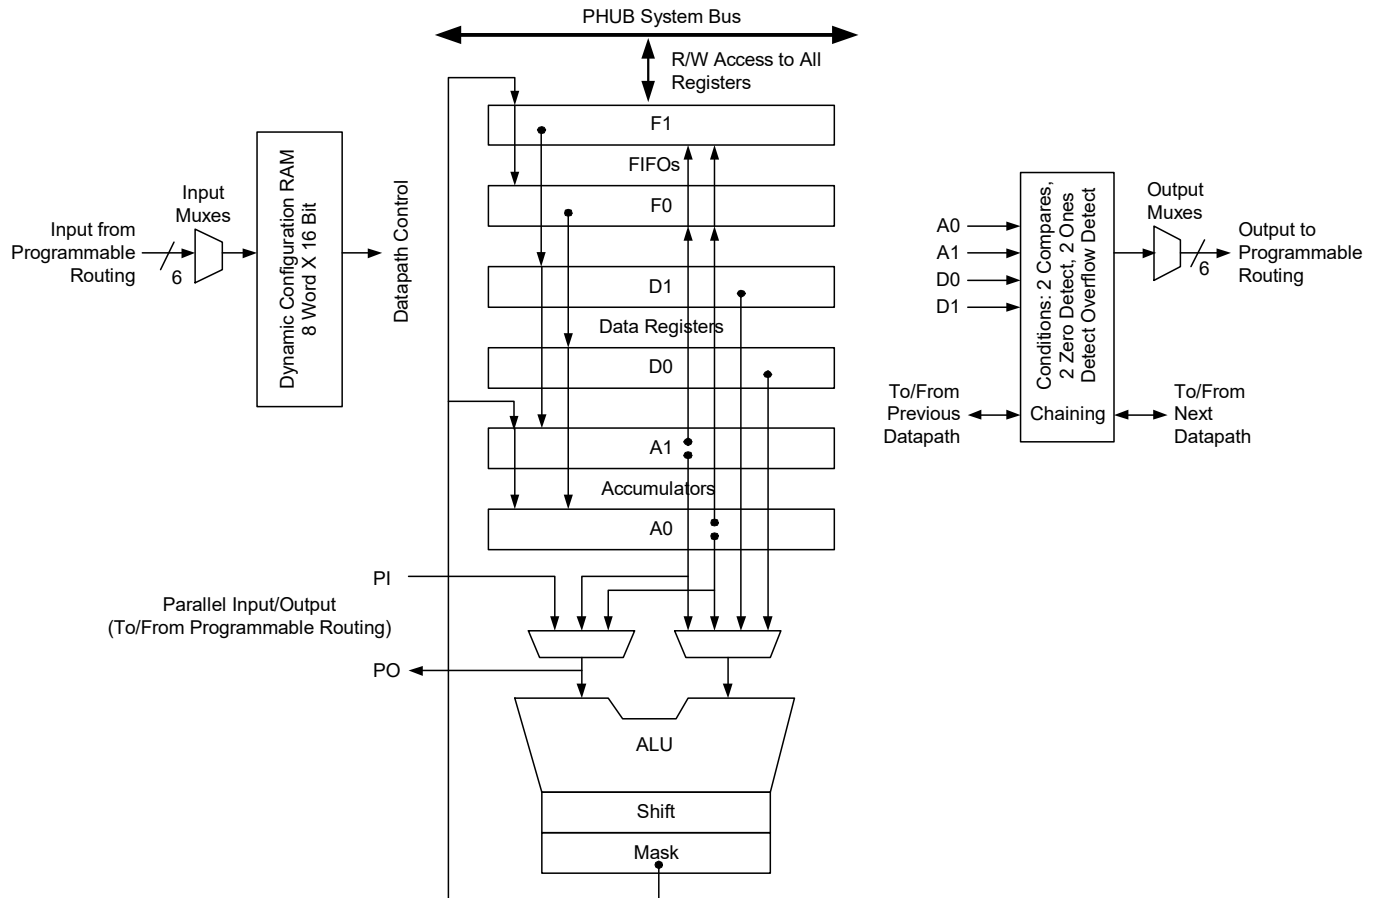 PHUB System Bus
R/W Access to All
Registers
F1
FIFOs
F0
D1
Data Registers
D0
A1
Accumulators
A0
Input from
Programmable
Routing
6
Input
Muxes
Dynamic Configuration RAM
8 Word X 16 Bit
Datapath Control
PI
Parallel Input/Output
(To/From Programmable Routing)
PO
ALU
Shift
Mask
A0
A1
D0
D1
Conditions: 2 Compares,
2 Zero Detect, 2 Ones
Detect Overflow Detect
Chaining
To/From
Previous
Datapath
To/From
Next
Datapath
Output
Muxes
6
Output to
Programmable
Routing